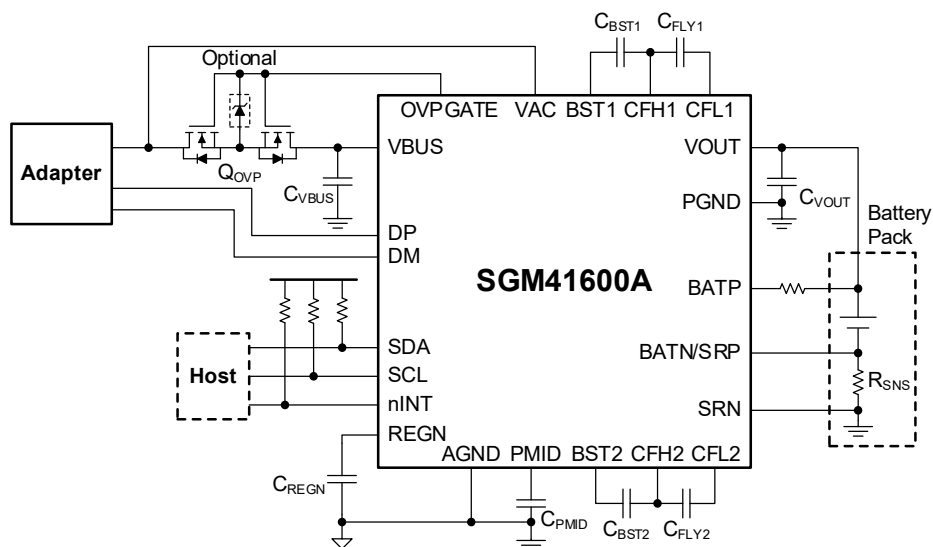 CBST1 CFLY1
Optional
OVPGATE VAC BST1 CFH1 CFL1
Adapter
VBUS
VOUT
QOVP
CVBUS
CVOUT
PGND
Battery
Pack
DP
DM
SGM41600A
BATP
SDA
BATN/SRP
Host
SCL
RSNS
nINT
SRN
REGN
AGND PMID BST2 CFH2 CFL2
CREGN
CPMID
CBST2 CFLY2